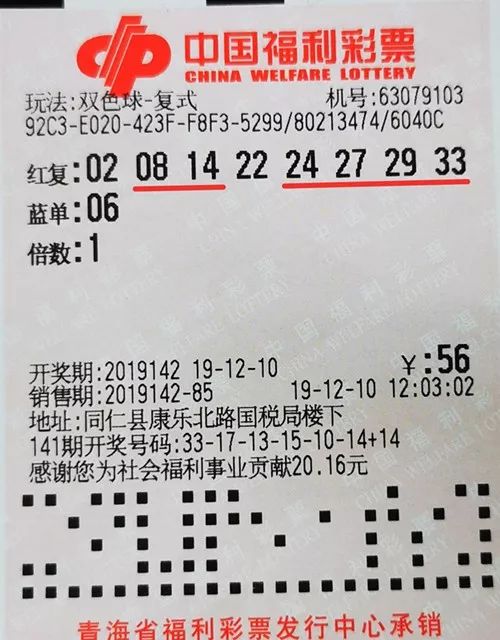 中国福利彩票
CHINA WELFARE LOTTERY
玩法:双色球-复式 机号:63079103
92C3-E020-423F-F8F3-5299/80213474/6040C
红复:02 08 14 22 24 27 29 33
蓝单:06
倍数:1
开奖期:2019142 19-12-10 ¥:56
销售期:2019142-85 19-12-10 12:03:02
地址:同仁县康乐北路国税局楼下
141期开奖号码:33-17-13-15-10-14+14
感谢您为社会福利事业贡献20.16元
青海省福利彩票发行中心承销